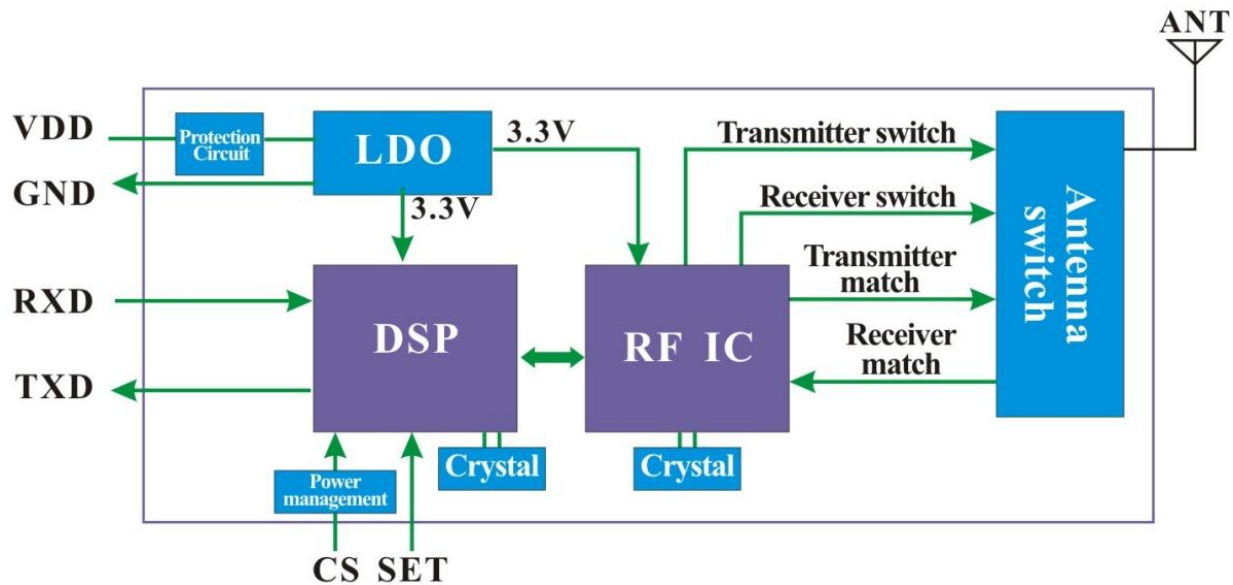 ANT
VDD
Protection
Circuit
LDO
3.3V
Transmitter switch
GND
3.3V
Receiver switch
Antenna
switch
Transmitter
match
RXD
DSP
RF IC
Receiver
match
TXD
Crystal
Crystal
Power
management
CS SET